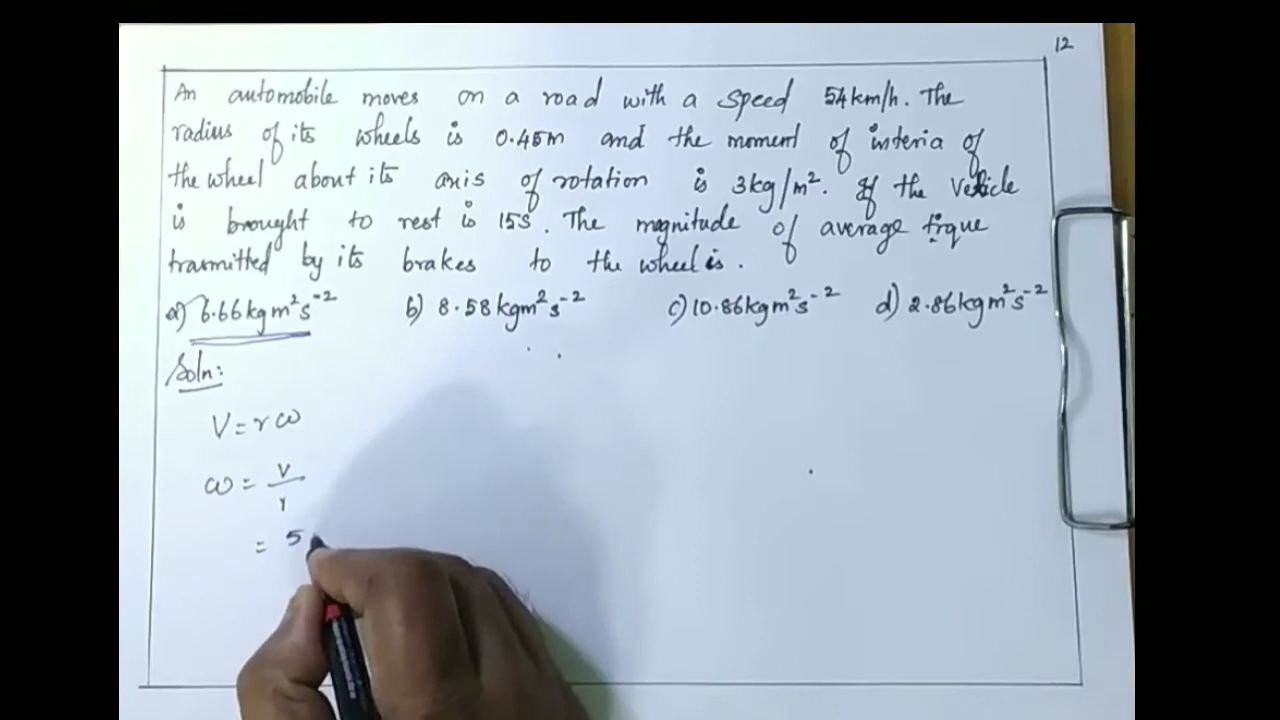 12
An automobile moves on a road with a speed 54km/h. The
radius of its wheels is 0.45m and the moment of interia of
the wheel about its axis of rotation is 3kg/m². If the vehicle
is brought to rest is 15s. The magnitude of average trque
trasmitted by its brakes to the wheel is.
a) 6.66kgm²s⁻² b) 8.58kgm²s⁻² c) 10.86kgm²s⁻² d) 2.86kgm²s⁻²
Soln:
V = rω
ω = v/r
= 5